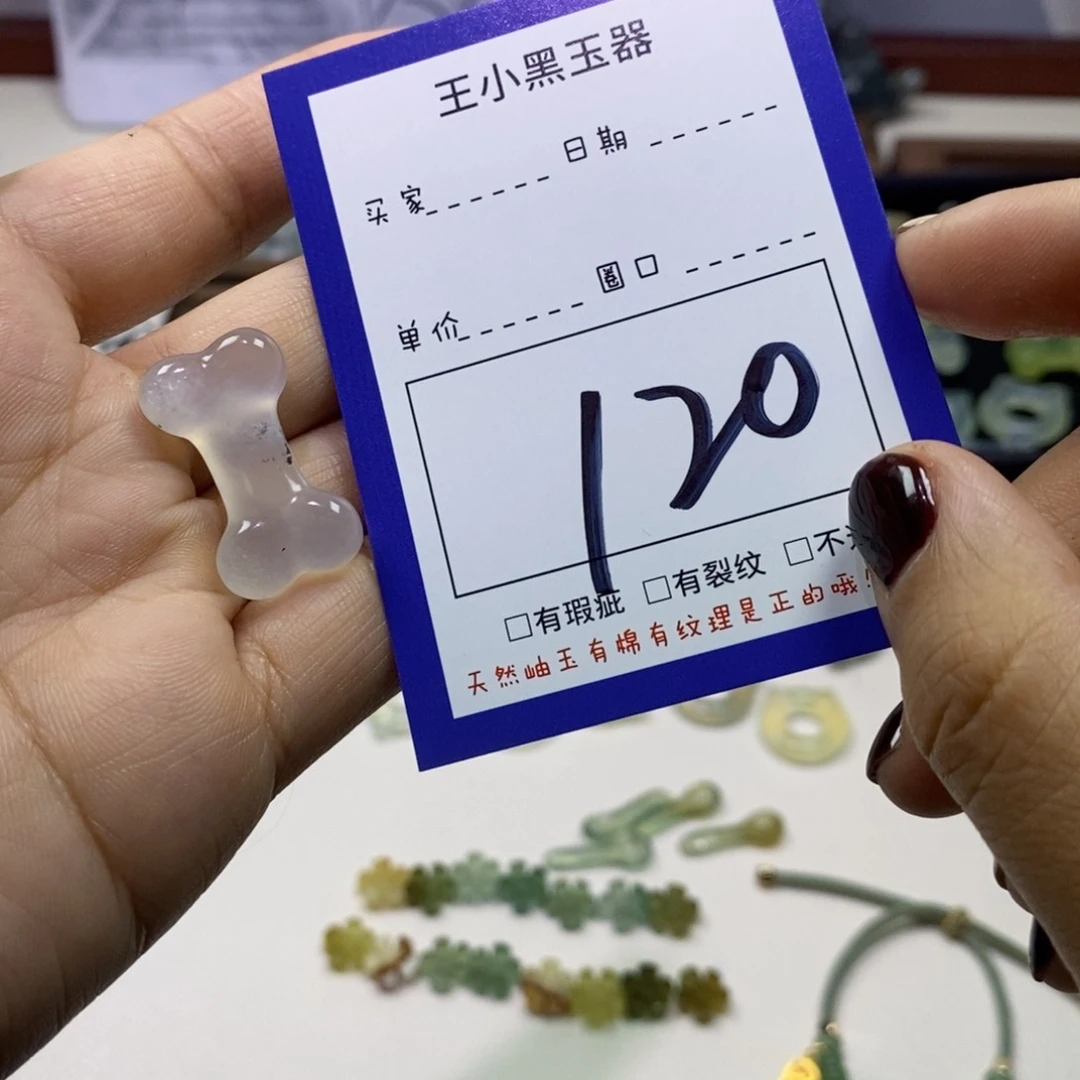 王小黑玉器
买家------ 日期------
单价------ 圈口------
120
□有瑕疵 □有裂纹 □不
天然岫玉有棉有纹理是正的哦